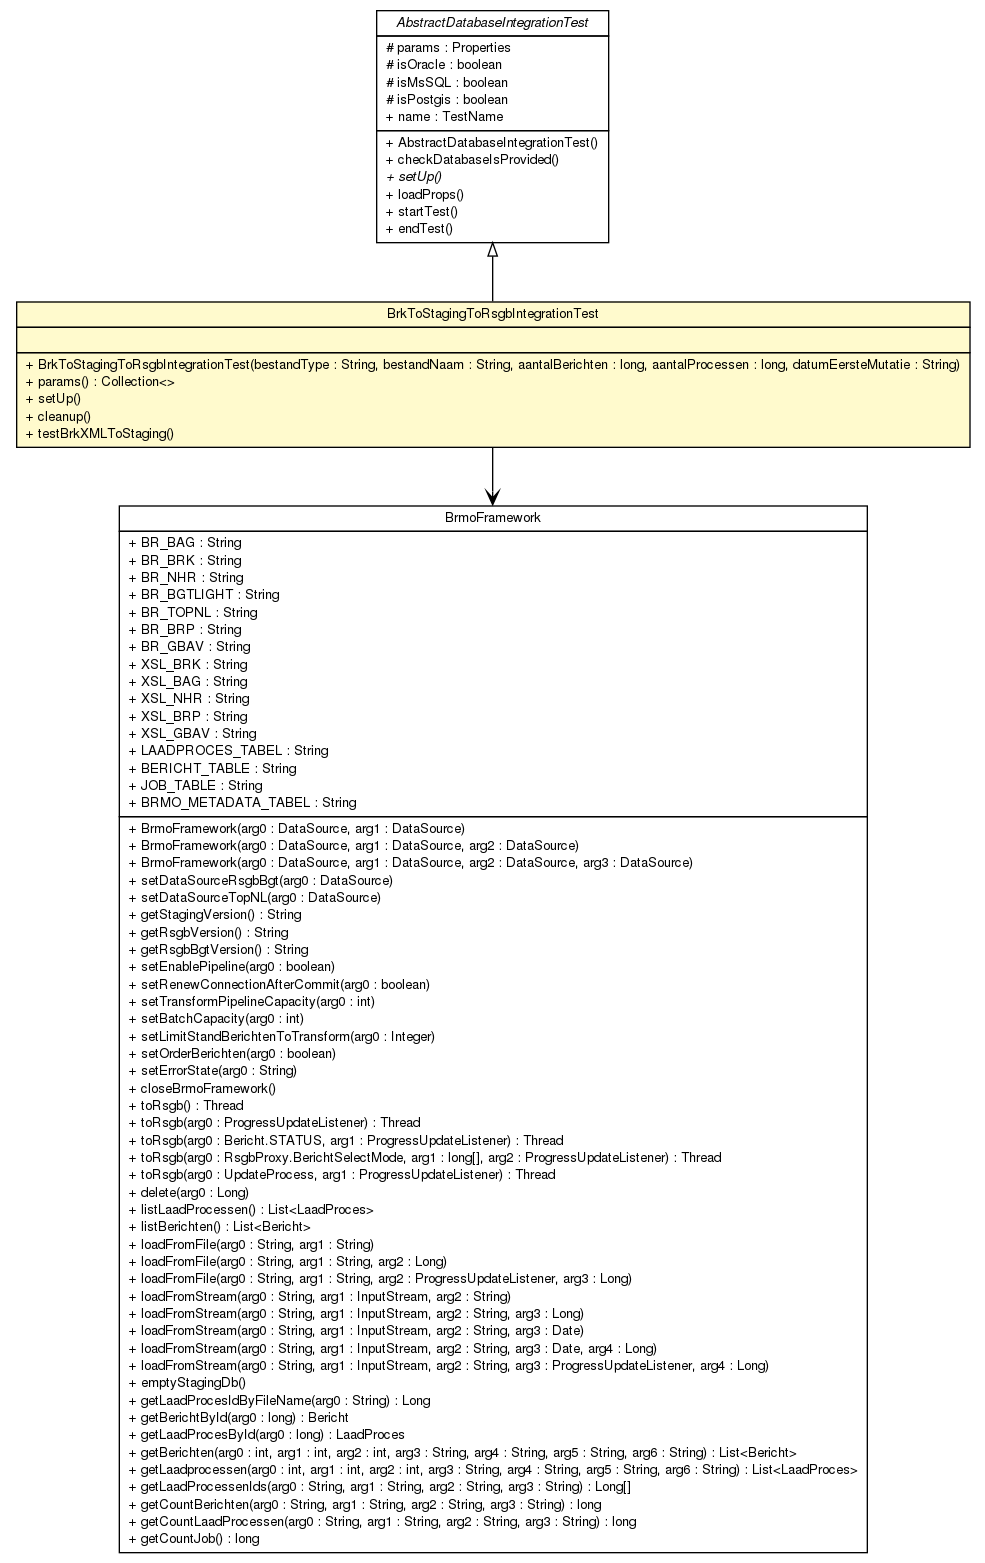 AbstractDatabaseIntegrationTest
# params : Properties
# isOracle : boolean
# isMsSQL : boolean
# isPostgis : boolean
+ name : TestName
+ AbstractDatabaseIntegrationTest()
+ checkDatabaseIsProvided()
+ setUp()
+ loadProps()
+ startTest()
+ endTest()
BrkToStagingToRsgbIntegrationTest
+ BrkToStagingToRsgbIntegrationTest(bestandType : String, bestandNaam : String, aantalBerichten : long, aantalProcessen : long, datumEersteMutatie : String)
+ params() : Collection<>
+ setUp()
+ cleanup()
+ testBrkXMLToStaging()
BrmoFramework
+ BR_BAG : String
+ BR_BRK : String
+ BR_NHR : String
+ BR_BGTLIGHT : String
+ BR_TOPNL : String
+ BR_BRP : String
+ BR_GBAV : String
+ XSL_BRK : String
+ XSL_BAG : String
+ XSL_NHR : String
+ XSL_BRP : String
+ XSL_GBAV : String
+ LAADPROCES_TABEL : String
+ BERICHT_TABLE : String
+ JOB_TABLE : String
+ BRMO_METADATA_TABEL : String
+ BrmoFramework(arg0 : DataSource, arg1 : DataSource)
+ BrmoFramework(arg0 : DataSource, arg1 : DataSource, arg2 : DataSource)
+ BrmoFramework(arg0 : DataSource, arg1 : DataSource, arg2 : DataSource, arg3 : DataSource)
+ setDataSourceRsgbBgt(arg0 : DataSource)
+ setDataSourceTopNL(arg0 : DataSource)
+ getStagingVersion() : String
+ getRsgbVersion() : String
+ getRsgbBgtVersion() : String
+ setEnablePipeline(arg0 : boolean)
+ setRenewConnectionAfterCommit(arg0 : boolean)
+ setTransformPipelineCapacity(arg0 : int)
+ setBatchCapacity(arg0 : int)
+ setLimitStandBerichtenToTransform(arg0 : Integer)
+ setOrderBerichten(arg0 : boolean)
+ setErrorState(arg0 : String)
+ closeBrmoFramework()
+ toRsgb() : Thread
+ toRsgb(arg0 : ProgressUpdateListener) : Thread
+ toRsgb(arg0 : Bericht.STATUS, arg1 : ProgressUpdateListener) : Thread
+ toRsgb(arg0 : RsgbProxy.BerichtSelectMode, arg1 : long[], arg2 : ProgressUpdateListener) : Thread
+ toRsgb(arg0 : UpdateProcess, arg1 : ProgressUpdateListener) : Thread
+ delete(arg0 : Long)
+ listLaadProcessen() : List<LaadProces>
+ listBerichten() : List<Bericht>
+ loadFromFile(arg0 : String, arg1 : String)
+ loadFromFile(arg0 : String, arg1 : String, arg2 : Long)
+ loadFromFile(arg0 : String, arg1 : String, arg2 : ProgressUpdateListener, arg3 : Long)
+ loadFromStream(arg0 : String, arg1 : InputStream, arg2 : String)
+ loadFromStream(arg0 : String, arg1 : InputStream, arg2 : String, arg3 : Long)
+ loadFromStream(arg0 : String, arg1 : InputStream, arg2 : String, arg3 : Date)
+ loadFromStream(arg0 : String, arg1 : InputStream, arg2 : String, arg3 : Date, arg4 : Long)
+ loadFromStream(arg0 : String, arg1 : InputStream, arg2 : String, arg3 : ProgressUpdateListener, arg4 : Long)
+ emptyStagingDb()
+ getLaadProcesIdByFileName(arg0 : String) : Long
+ getBerichtById(arg0 : long) : Bericht
+ getLaadProcesById(arg0 : long) : LaadProces
+ getBerichten(arg0 : int, arg1 : int, arg2 : int, arg3 : String, arg4 : String, arg5 : String, arg6 : String) : List<Bericht>
+ getLaadprocessen(arg0 : int, arg1 : int, arg2 : int, arg3 : String, arg4 : String, arg5 : String, arg6 : String) : List<LaadProces>
+ getLaadProcessenIds(arg0 : String, arg1 : String, arg2 : String, arg3 : String) : Long[]
+ getCountBerichten(arg0 : String, arg1 : String, arg2 : String, arg3 : String) : long
+ getCountLaadProcessen(arg0 : String, arg1 : String, arg2 : String, arg3 : String) : long
+ getCountJob() : long